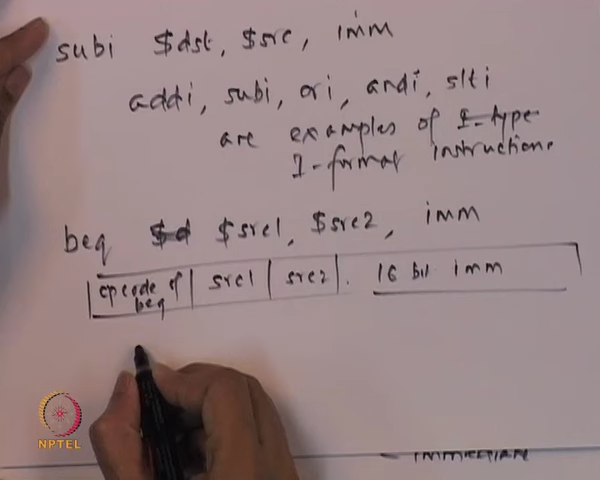 subi $dst, $src, imm
addi, subi, ori, andi, slti
are examples of I-type
I-format instructions
beq $d $src1, $src2, imm
opcode of beq src1 src2 16 bit imm
NPTEL